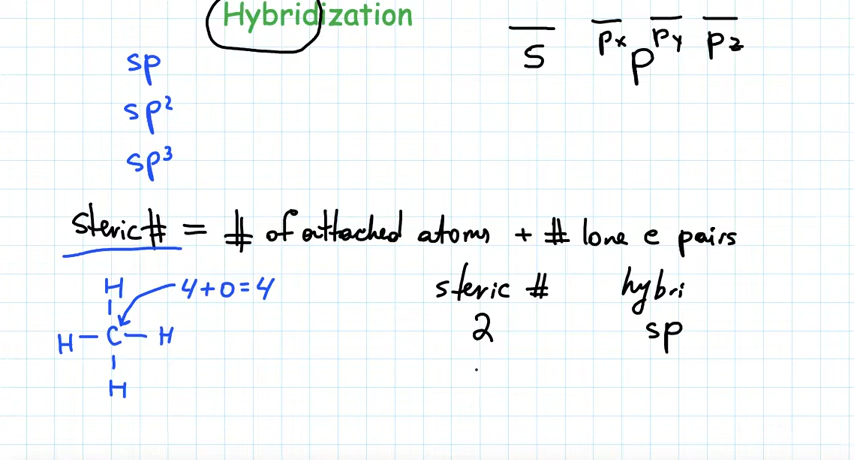 Hybridization
S px p py pz
sp
sp²
sp³
steric # = # of attached atoms + # lone e pairs
H 4+0=4
steric # hybri
H – C – H
2 sp
H